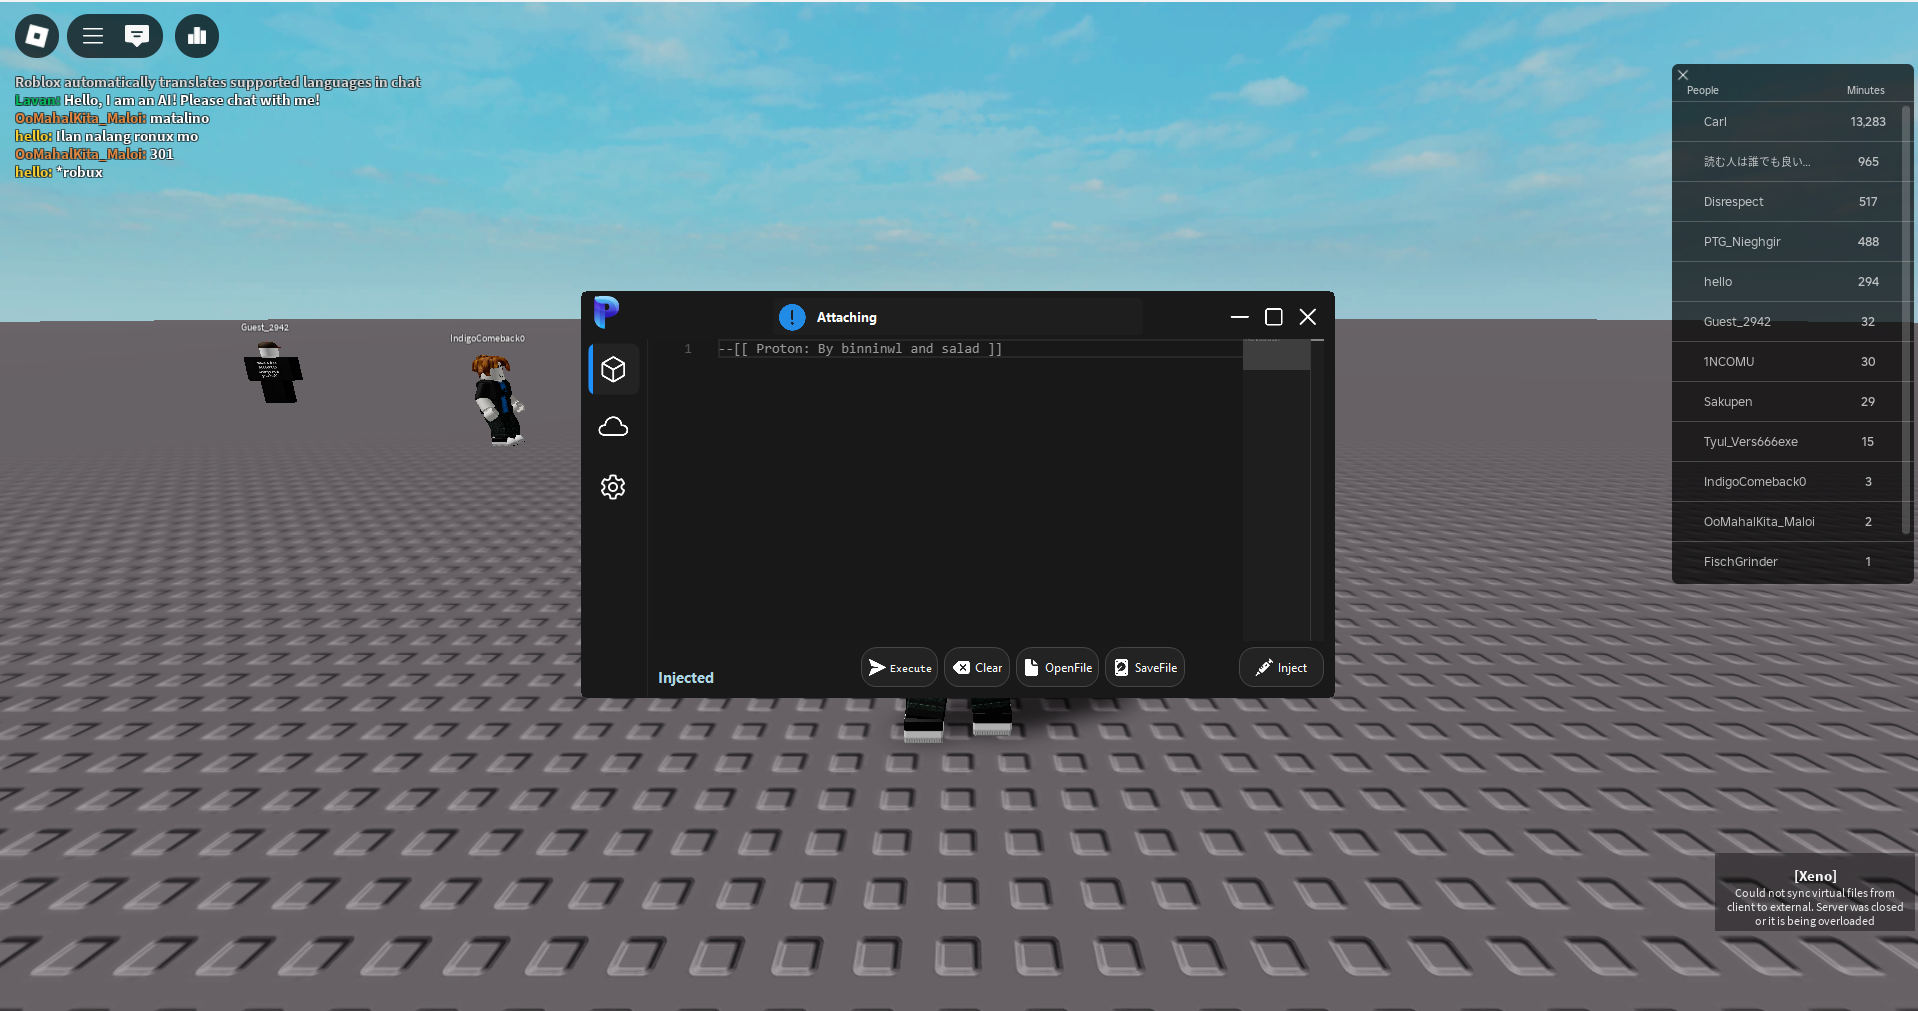 Roblox automatically translates supported languages in chat
Lavan: Hello, I am an AI! Please chat with me!
OoMahalKita_Maloi: matalino
hello: Ilan nalang ronux mo
OoMahalKita_Maloi: 301
hello: *robux
People Minutes
Carl 13,283
読む人は誰でも良い... 965
Disrespect 517
PTG_Nieghgir 488
hello 294
Guest_2942 32
1NCOMU 30
Sakupen 29
Tyul_Vers666exe 15
IndigoComeback0 3
OoMahalKita_Maloi 2
FischGrinder 1
Guest_2942
IndigoComeback0
Attaching
1 --[[ Proton: By binninwl and salad ]]
Injected
Execute
Clear
OpenFile
SaveFile
Inject
[Xeno]
Could not sync virtual files from
client to external. Server was closed
or it is being overloaded